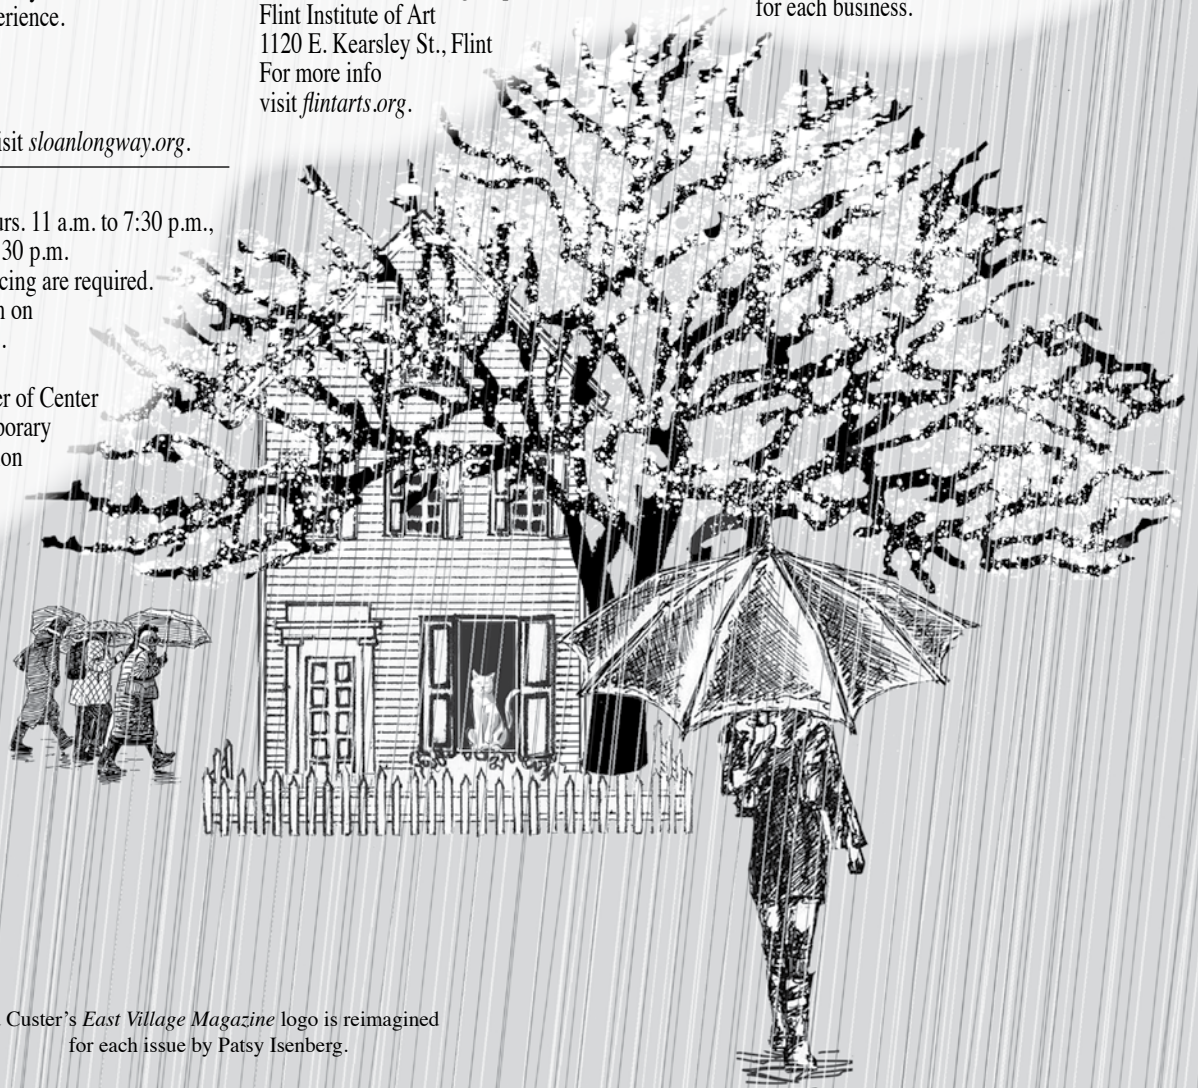 erience.
isit sloanlongway.org.
urs. 11 a.m. to 7:30 p.m.,
30 p.m.
cing are required.
n on
.
er of Center
porary
on
Flint Institute of Art
1120 E. Kearsley St., Flint
For more info
visit flintarts.org.
for each business.
Custer’s East Village Magazine logo is reimagined
for each issue by Patsy Isenberg.